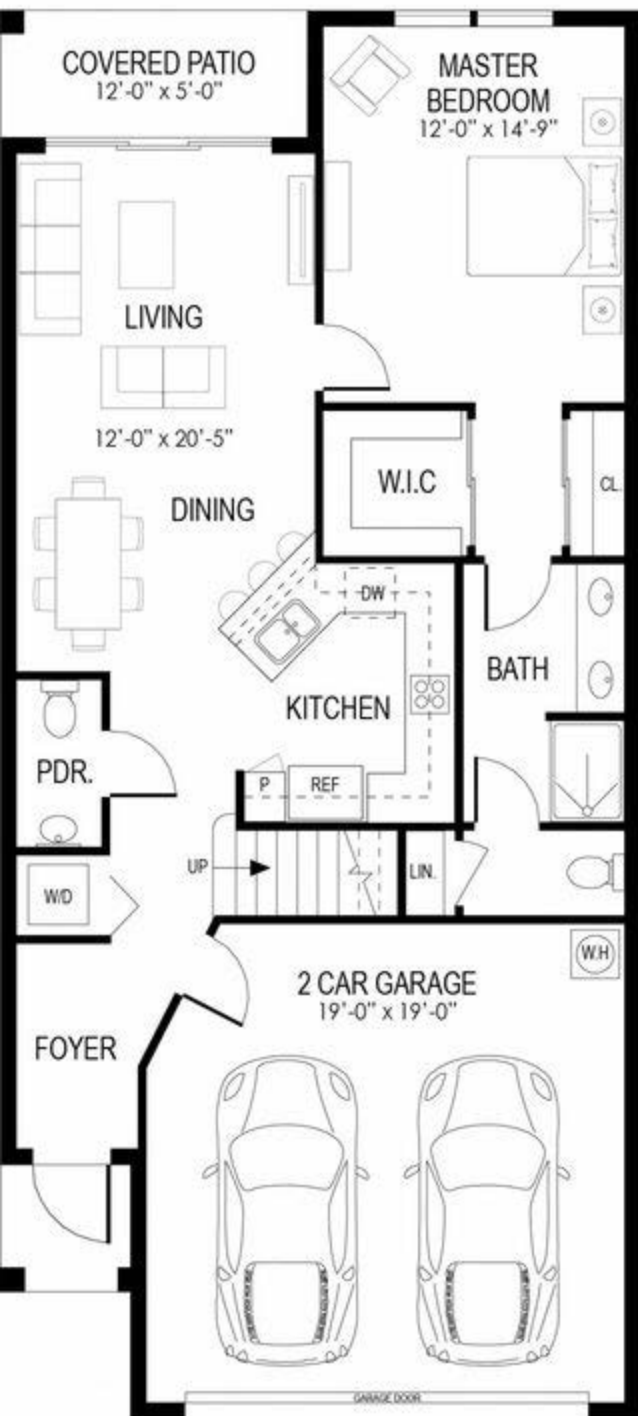 COVERED PATIO
12'-0" x 5'-0"
MASTER
BEDROOM
12'-0" x 14'-9"
LIVING
12'-0" x 20'-5"
DINING
W.I.C
CL.
DW
BATH
KITCHEN
PDR.
P
REF
UP
LIN.
W/D
W.H
2 CAR GARAGE
19'-0" x 19'-0"
FOYER
GARAGE DOOR